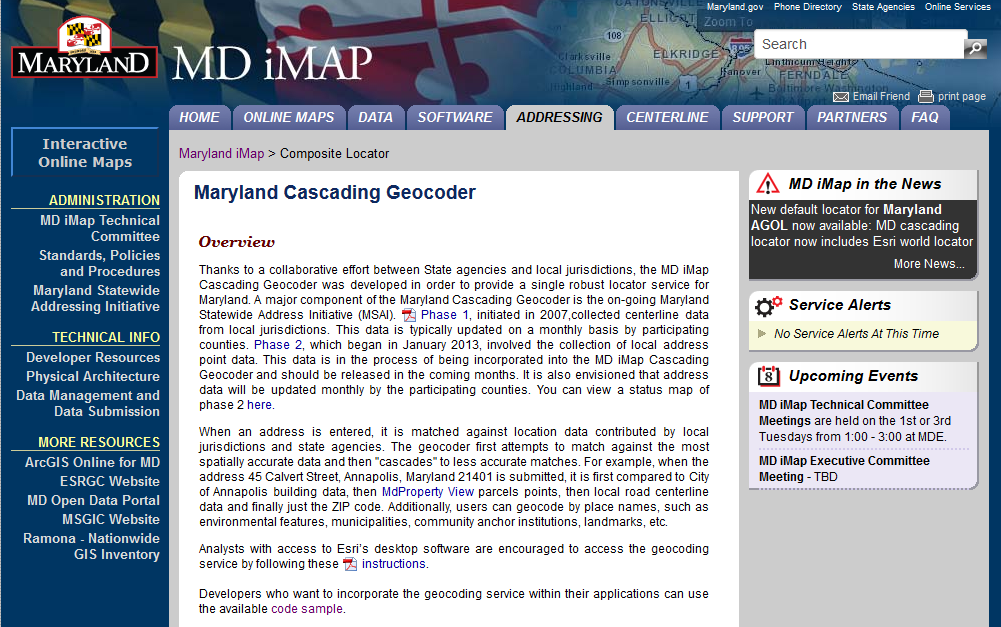 Maryland.gov Phone Directory State Agencies Online Services
CATONSVILLE
ELLICOTT
Zoom To
108
895
Search
ELKRIDGE
Clarksville
COLUMBIA
Simpsonville
Highland
1
Hanover
Linthicum Heights
FERNDALE
Baltimore Washington
MARYLAND
MD iMAP
Email Friend print page
HOME ONLINE MAPS DATA SOFTWARE ADDRESSING CENTERLINE SUPPORT PARTNERS FAQ
Interactive
Online Maps
ADMINISTRATION
MD iMap Technical
Committee
Standards, Policies
and Procedures
Maryland Statewide
Addressing Initiative
TECHNICAL INFO
Developer Resources
Physical Architecture
Data Management and
Data Submission
MORE RESOURCES
ArcGIS Online for MD
ESRGC Website
MD Open Data Portal
MSGIC Website
Ramona - Nationwide
GIS Inventory
Maryland iMap > Composite Locator
Maryland Cascading Geocoder
Overview
Thanks to a collaborative effort between State agencies and local jurisdictions, the MD iMap
Cascading Geocoder was developed in order to provide a single robust locator service for
Maryland. A major component of the Maryland Cascading Geocoder is the on-going Maryland
Statewide Address Initiative (MSAI). Phase 1, initiated in 2007,collected centerline data
from local jurisdictions. This data is typically updated on a monthly basis by participating
counties. Phase 2, which began in January 2013, involved the collection of local address
point data. This data is in the process of being incorporated into the MD iMap Cascading
Geocoder and should be released in the coming months. It is also envisioned that address
data will be updated monthly by the participating counties. You can view a status map of
phase 2 here.
When an address is entered, it is matched against location data contributed by local
jurisdictions and state agencies. The geocoder first attempts to match against the most
spatially accurate data and then "cascades" to less accurate matches. For example, when the
address 45 Calvert Street, Annapolis, Maryland 21401 is submitted, it is first compared to City
of Annapolis building data, then MdProperty View parcels points, then local road centerline
data and finally just the ZIP code. Additionally, users can geocode by place names, such as
environmental features, municipalities, community anchor institutions, landmarks, etc.
Analysts with access to Esri's desktop software are encouraged to access the geocoding
service by following these instructions.
Developers who want to incorporate the geocoding service within their applications can use
the available code sample.
MD iMap in the News
New default locator for Maryland
AGOL now available: MD cascading
locator now includes Esri world locator
More News...
Service Alerts
No Service Alerts At This Time
8
Upcoming Events
MD iMap Technical Committee
Meetings are held on the 1st or 3rd
Tuesdays from 1:00 - 3:00 at MDE.
MD iMap Executive Committee
Meeting - TBD